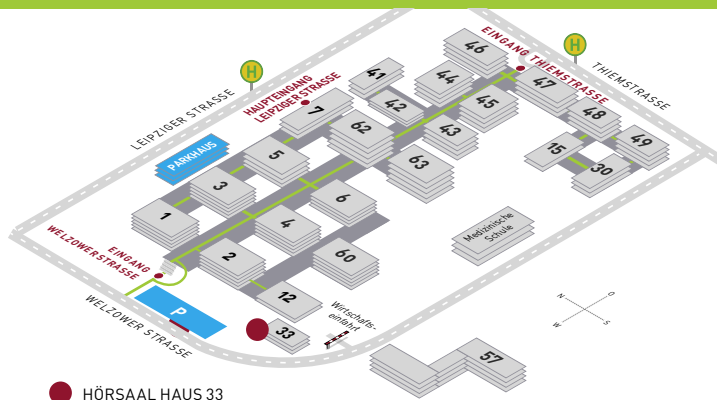 46
EINGANG THIEMSTRASSE
H
THIEMSTRASSE
H
LEIPZIGER STRASSE
HAUPTEINGANG
LEIPZIGER STRASSE
41
44
47
42
45
48
7
62
43
49
PARKHAUS
5
63
15
30
3
6
1
4
Medizinische
Schule
2
60
EINGANG
WELZOWERSTRASSE
12
P
33
Wirtschafts-
einfahrt
WELZOWER STRASSE
57
N
O
W
S
HÖRSAAL HAUS 33